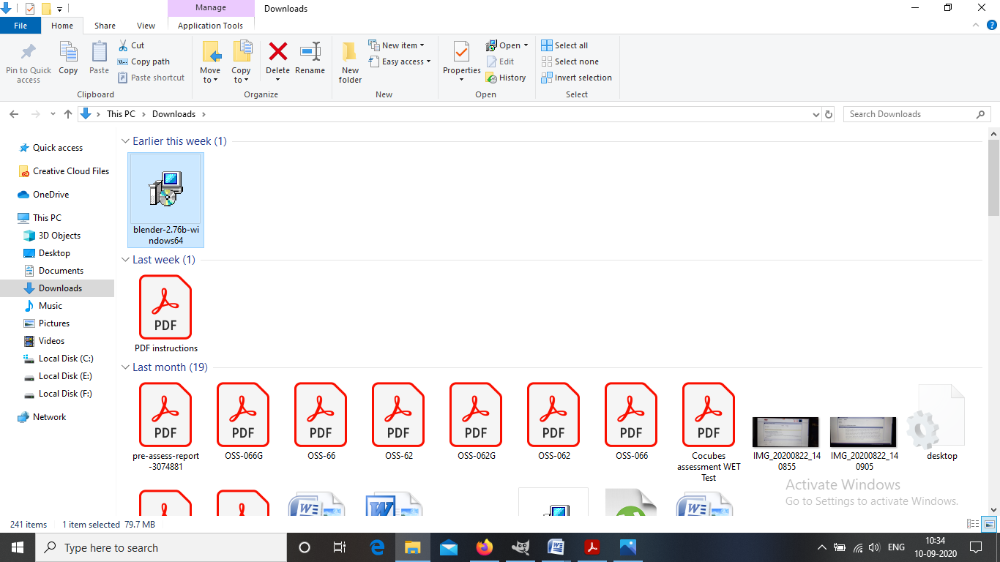 Manage
Downloads
File
Home
Share
View
Application Tools
Pin to Quick
access
Copy
Paste
Cut
Copy path
Paste shortcut
Clipboard
Move
to
Copy
to
Delete
Rename
Organize
New
folder
New item
Easy access
New
Properties
Open
Edit
History
Open
Select all
Select none
Invert selection
Select
This PC
Downloads
Search Downloads
Quick access
Creative Cloud Files
OneDrive
This PC
3D Objects
Desktop
Documents
Downloads
Music
Pictures
Videos
Local Disk (C:)
Local Disk (E:)
Local Disk (F:)
Network
Earlier this week (1)
blender-2.76b-wi
ndows64
Last week (1)
PDF
PDF instructions
Last month (19)
PDF
PDF
PDF
PDF
PDF
PDF
PDF
PDF
pre-assess-report
-3074881
OSS-066G
OSS-66
OSS-62
OSS-062G
OSS-062
OSS-066
Cocubes
assessment WET
Test
IMG_20200822_14
0855
IMG_20200822_14
0905
desktop
Activate Windows
Go to Settings to activate Windows.
241 items
1 item selected 79.7 MB
Type here to search
ENG
10:34
10-09-2020